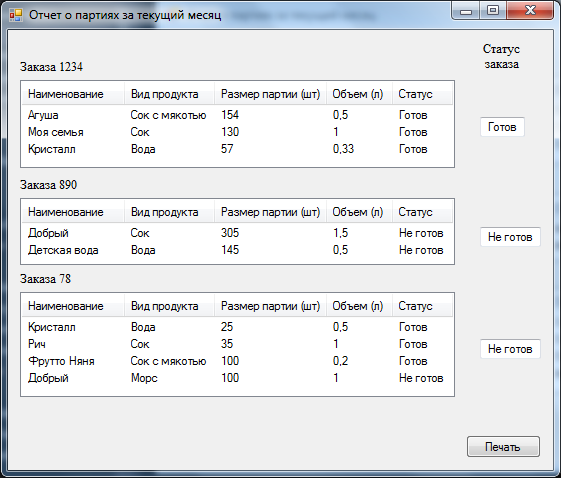 Отчет о партиях за текущий месяц
Статус
заказа
Заказа 1234
Наименование Вид продукта Размер партии (шт) Объем (л) Статус
Агуша Сок с мякотью 154 0,5 Готов
Моя семья Сок 130 1 Готов
Кристалл Вода 57 0,33 Готов
Готов
Заказа 890
Наименование Вид продукта Размер партии (шт) Объем (л) Статус
Добрый Сок 305 1,5 Не готов
Детская вода Вода 145 0,5 Не готов
Не готов
Заказа 78
Наименование Вид продукта Размер партии (шт) Объем (л) Статус
Кристалл Вода 25 0,5 Готов
Рич Сок 35 1 Готов
Фрутто Няня Сок с мякотью 100 0,2 Готов
Добрый Морс 100 1 Не готов
Не готов
Печать